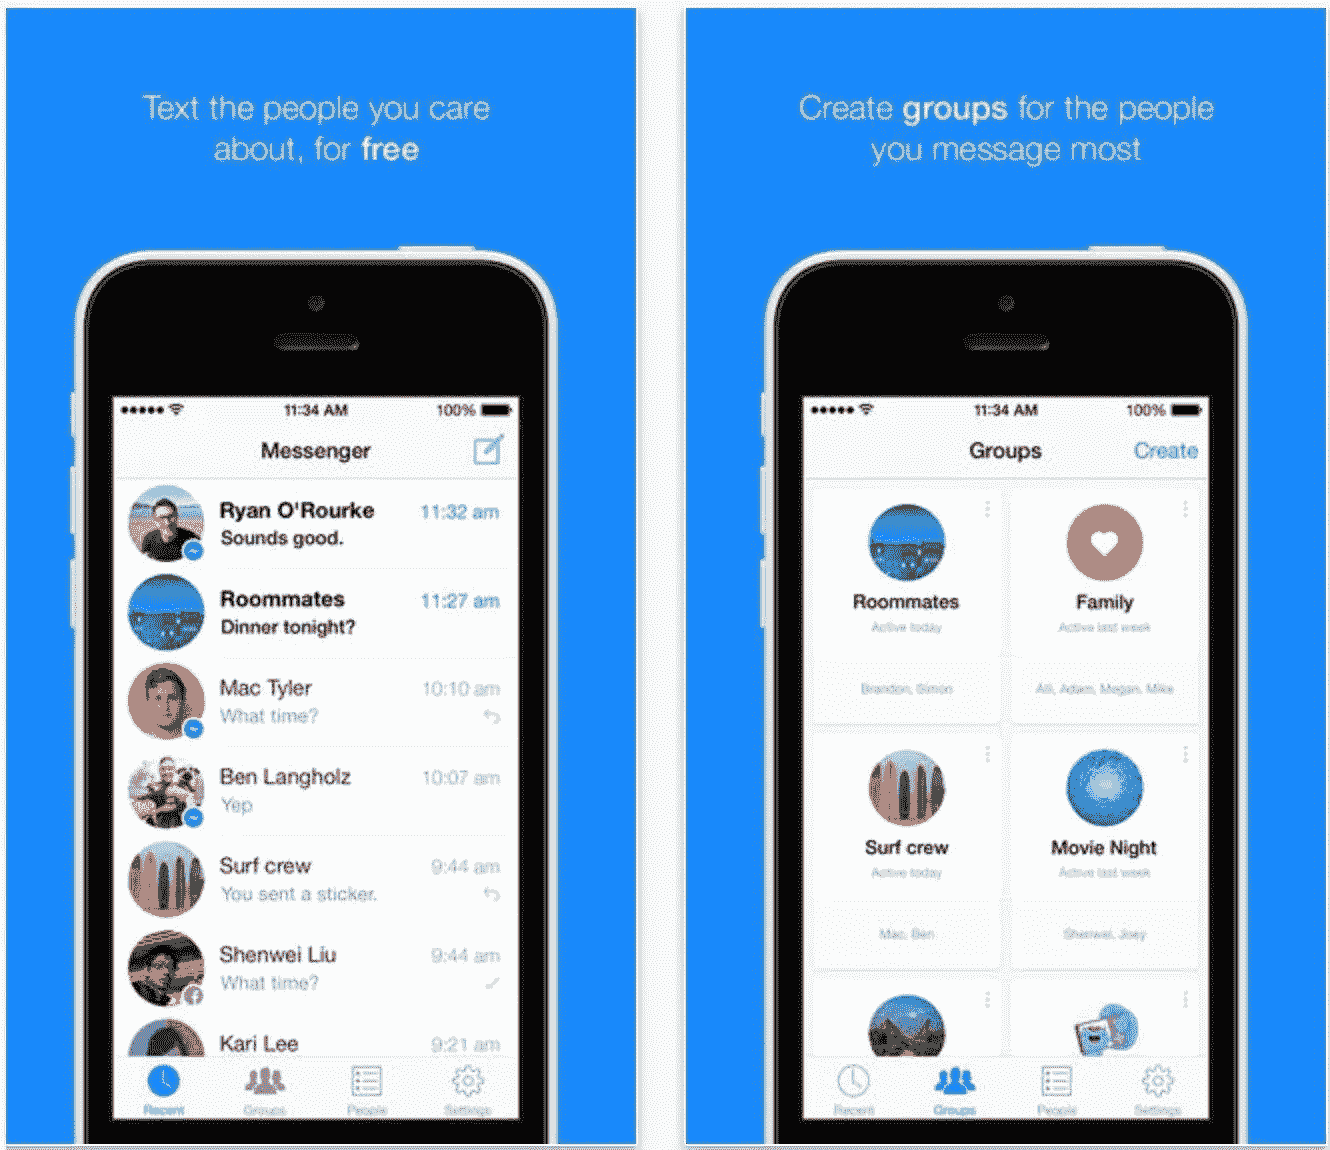 Text the people you care
about, for free
11:34 AM
100%
Messenger
Ryan O'Rourke
11:32 am
Sounds good.
Roommates
11:27 am
Dinner tonight?
Mac Tyler
10:10 am
What time?
Ben Langholz
10:07 am
Yep
Surf crew
9:44 am
You sent a sticker.
Shenwei Liu
9:44 am
What time?
Kari Lee
9:21 am
Recent
Groups
People
Settings
Create groups for the people
you message most
11:34 AM
100%
Groups
Create
Roommates
Family
Active today
Active last week
Brandon, Simon
Alli, Adam, Megan, Mike
Surf crew
Movie Night
Active today
Active last week
Mac, Ben
Shenwei, Joey
Recent
Groups
People
Settings